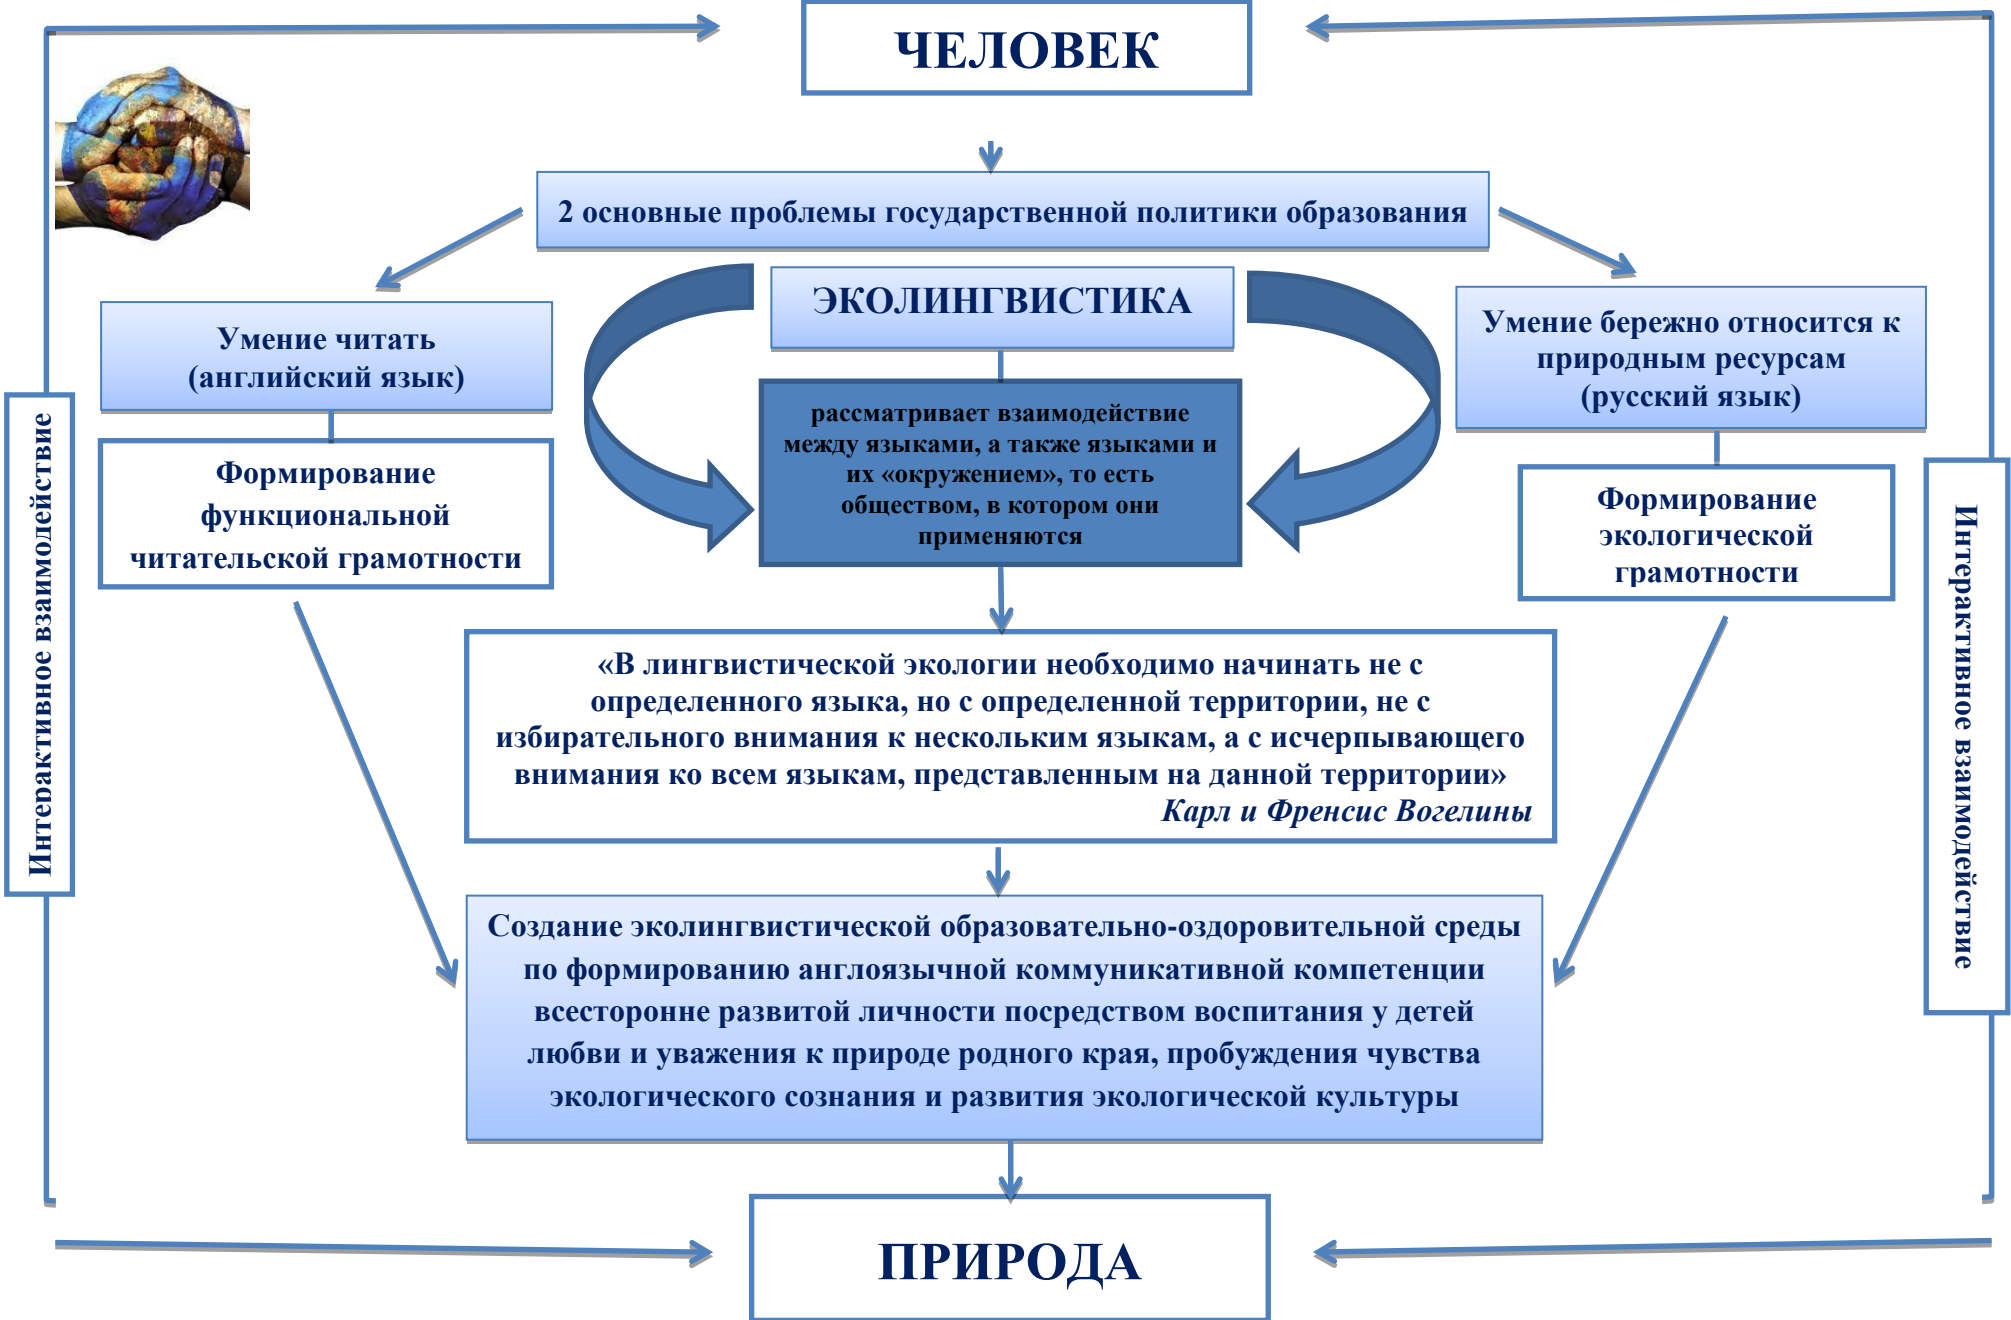 ЧЕЛОВЕК
2 основные проблемы государственной политики образования
ЭКОЛИНГВИСТИКА
Умение читать
(английский язык)
Умение бережно относится к
природным ресурсам
(русский язык)
рассматривает взаимодействие
между языками, а также языками и
их «окружением», то есть
обществом, в котором они
применяются
Формирование
функциональной
читательской грамотности
Формирование
экологической
грамотности
Интерактивное взаимодействие
Интерактивное взаимодействие
«В лингвистической экологии необходимо начинать не с
определенного языка, но с определенной территории, не с
избирательного внимания к нескольким языкам, а с исчерпывающего
внимания ко всем языкам, представленным на данной территории»
Карл и Френсис Вогелины
Создание эколингвистической образовательно-оздоровительной среды
по формированию англоязычной коммуникативной компетенции
всесторонне развитой личности посредством воспитания у детей
любви и уважения к природе родного края, пробуждения чувства
экологического сознания и развития экологической культуры
ПРИРОДА